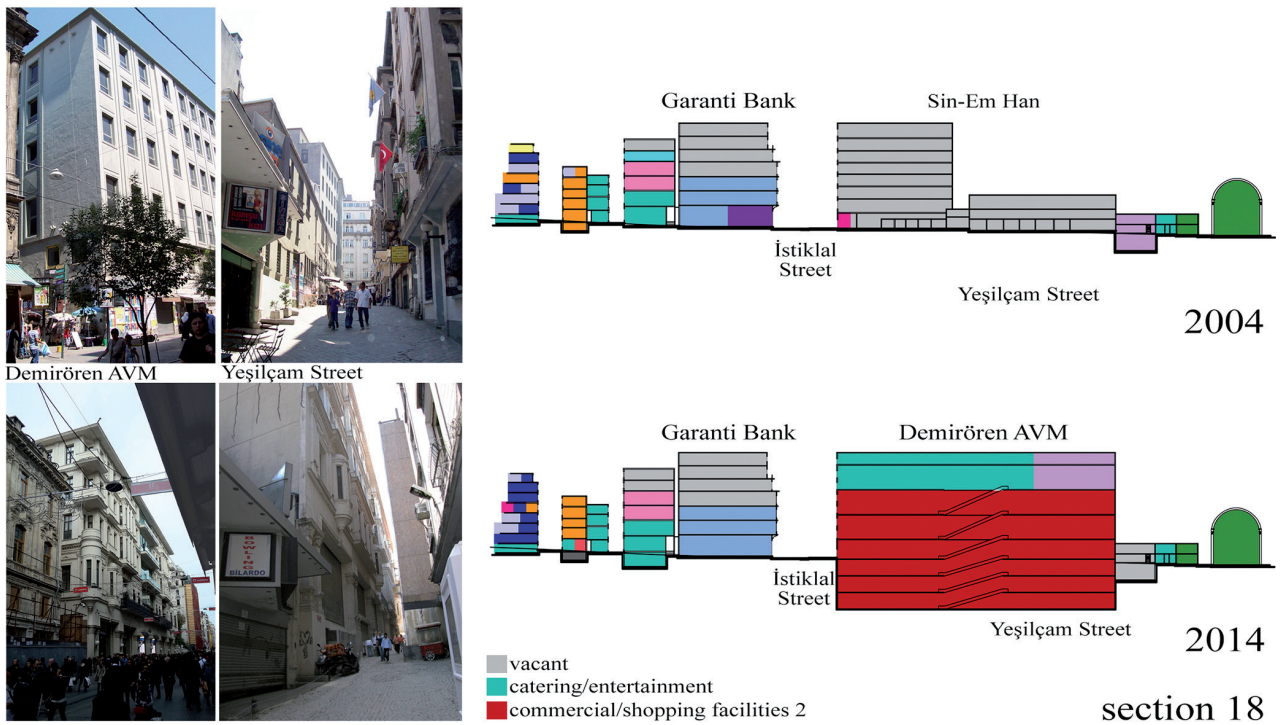 Garanti Bank
Sin-Em Han
İstiklal
Street
Yeşilçam Street
2004
Demirören AVM
Yeşilçam Street
Garanti Bank
Demirören AVM
İstiklal
Street
Yeşilçam Street
2014
BOWLING
BİLARDO
vacant
catering/entertainment
commercial/shopping facilities 2
section 18